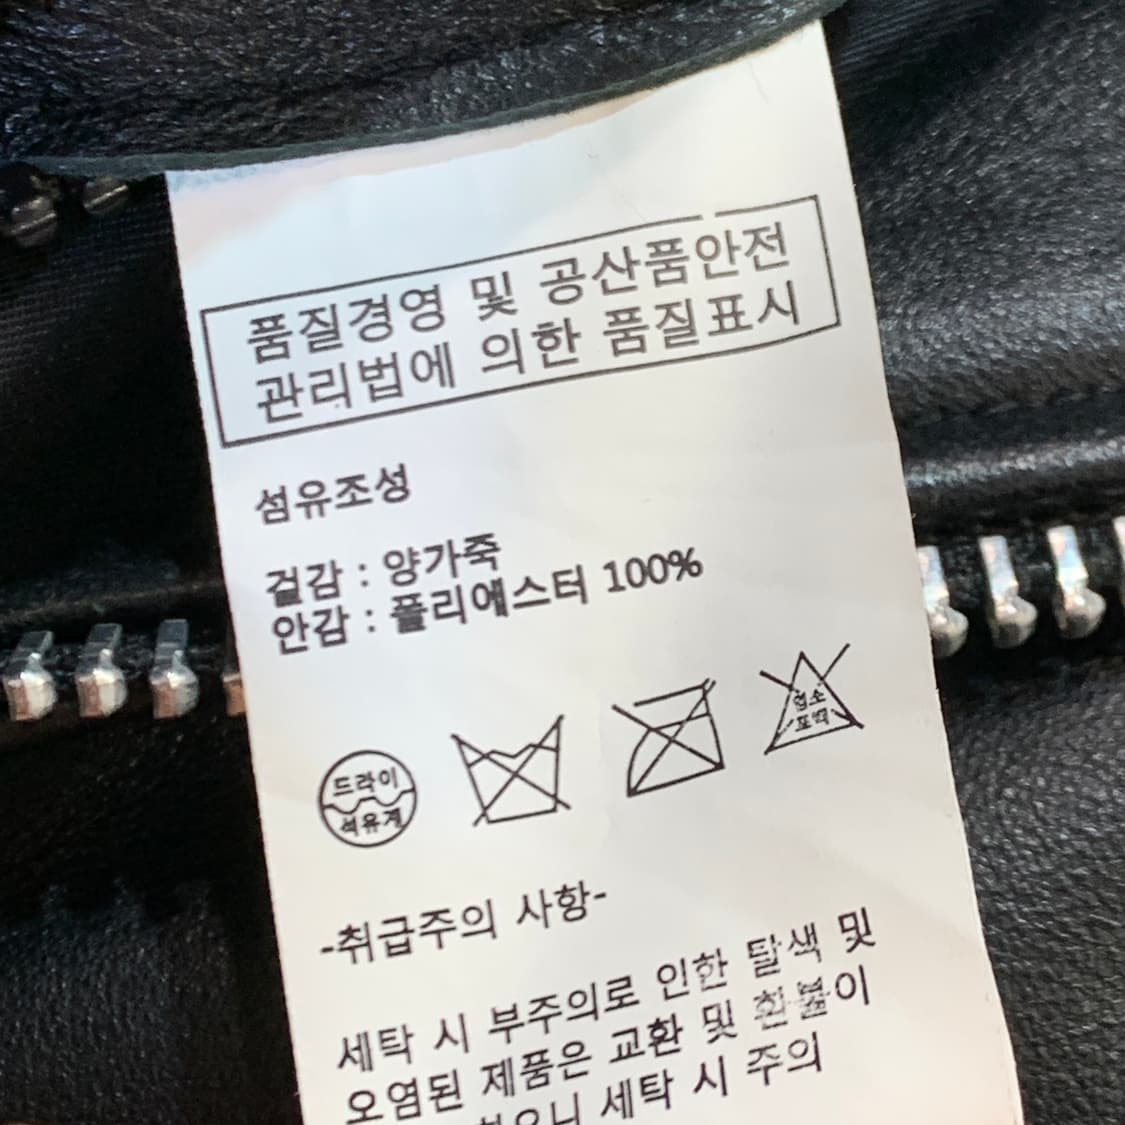 품질경영 및 공산품안전
관리법에 의한 품질표시
섬유조성
겉감 : 양가죽
안감 : 폴리에스터 100%
드라이
석유계
염소
표백
-취급주의 사항-
세탁 시 부주의로 인한 탈색 및
오염된 제품은 교환 및 환불이
세탁 시 주의